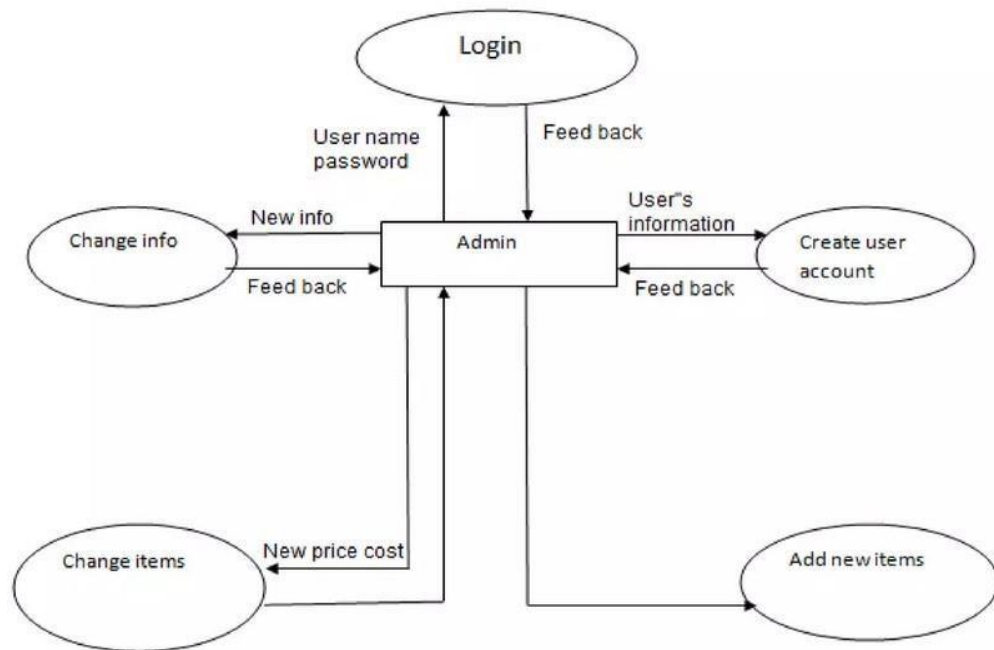 Login
User name
password
Feed back
New info
User"s
information
Change info
Admin
Create user
account
Feed back
Feed back
New price cost
Change items
Add new items